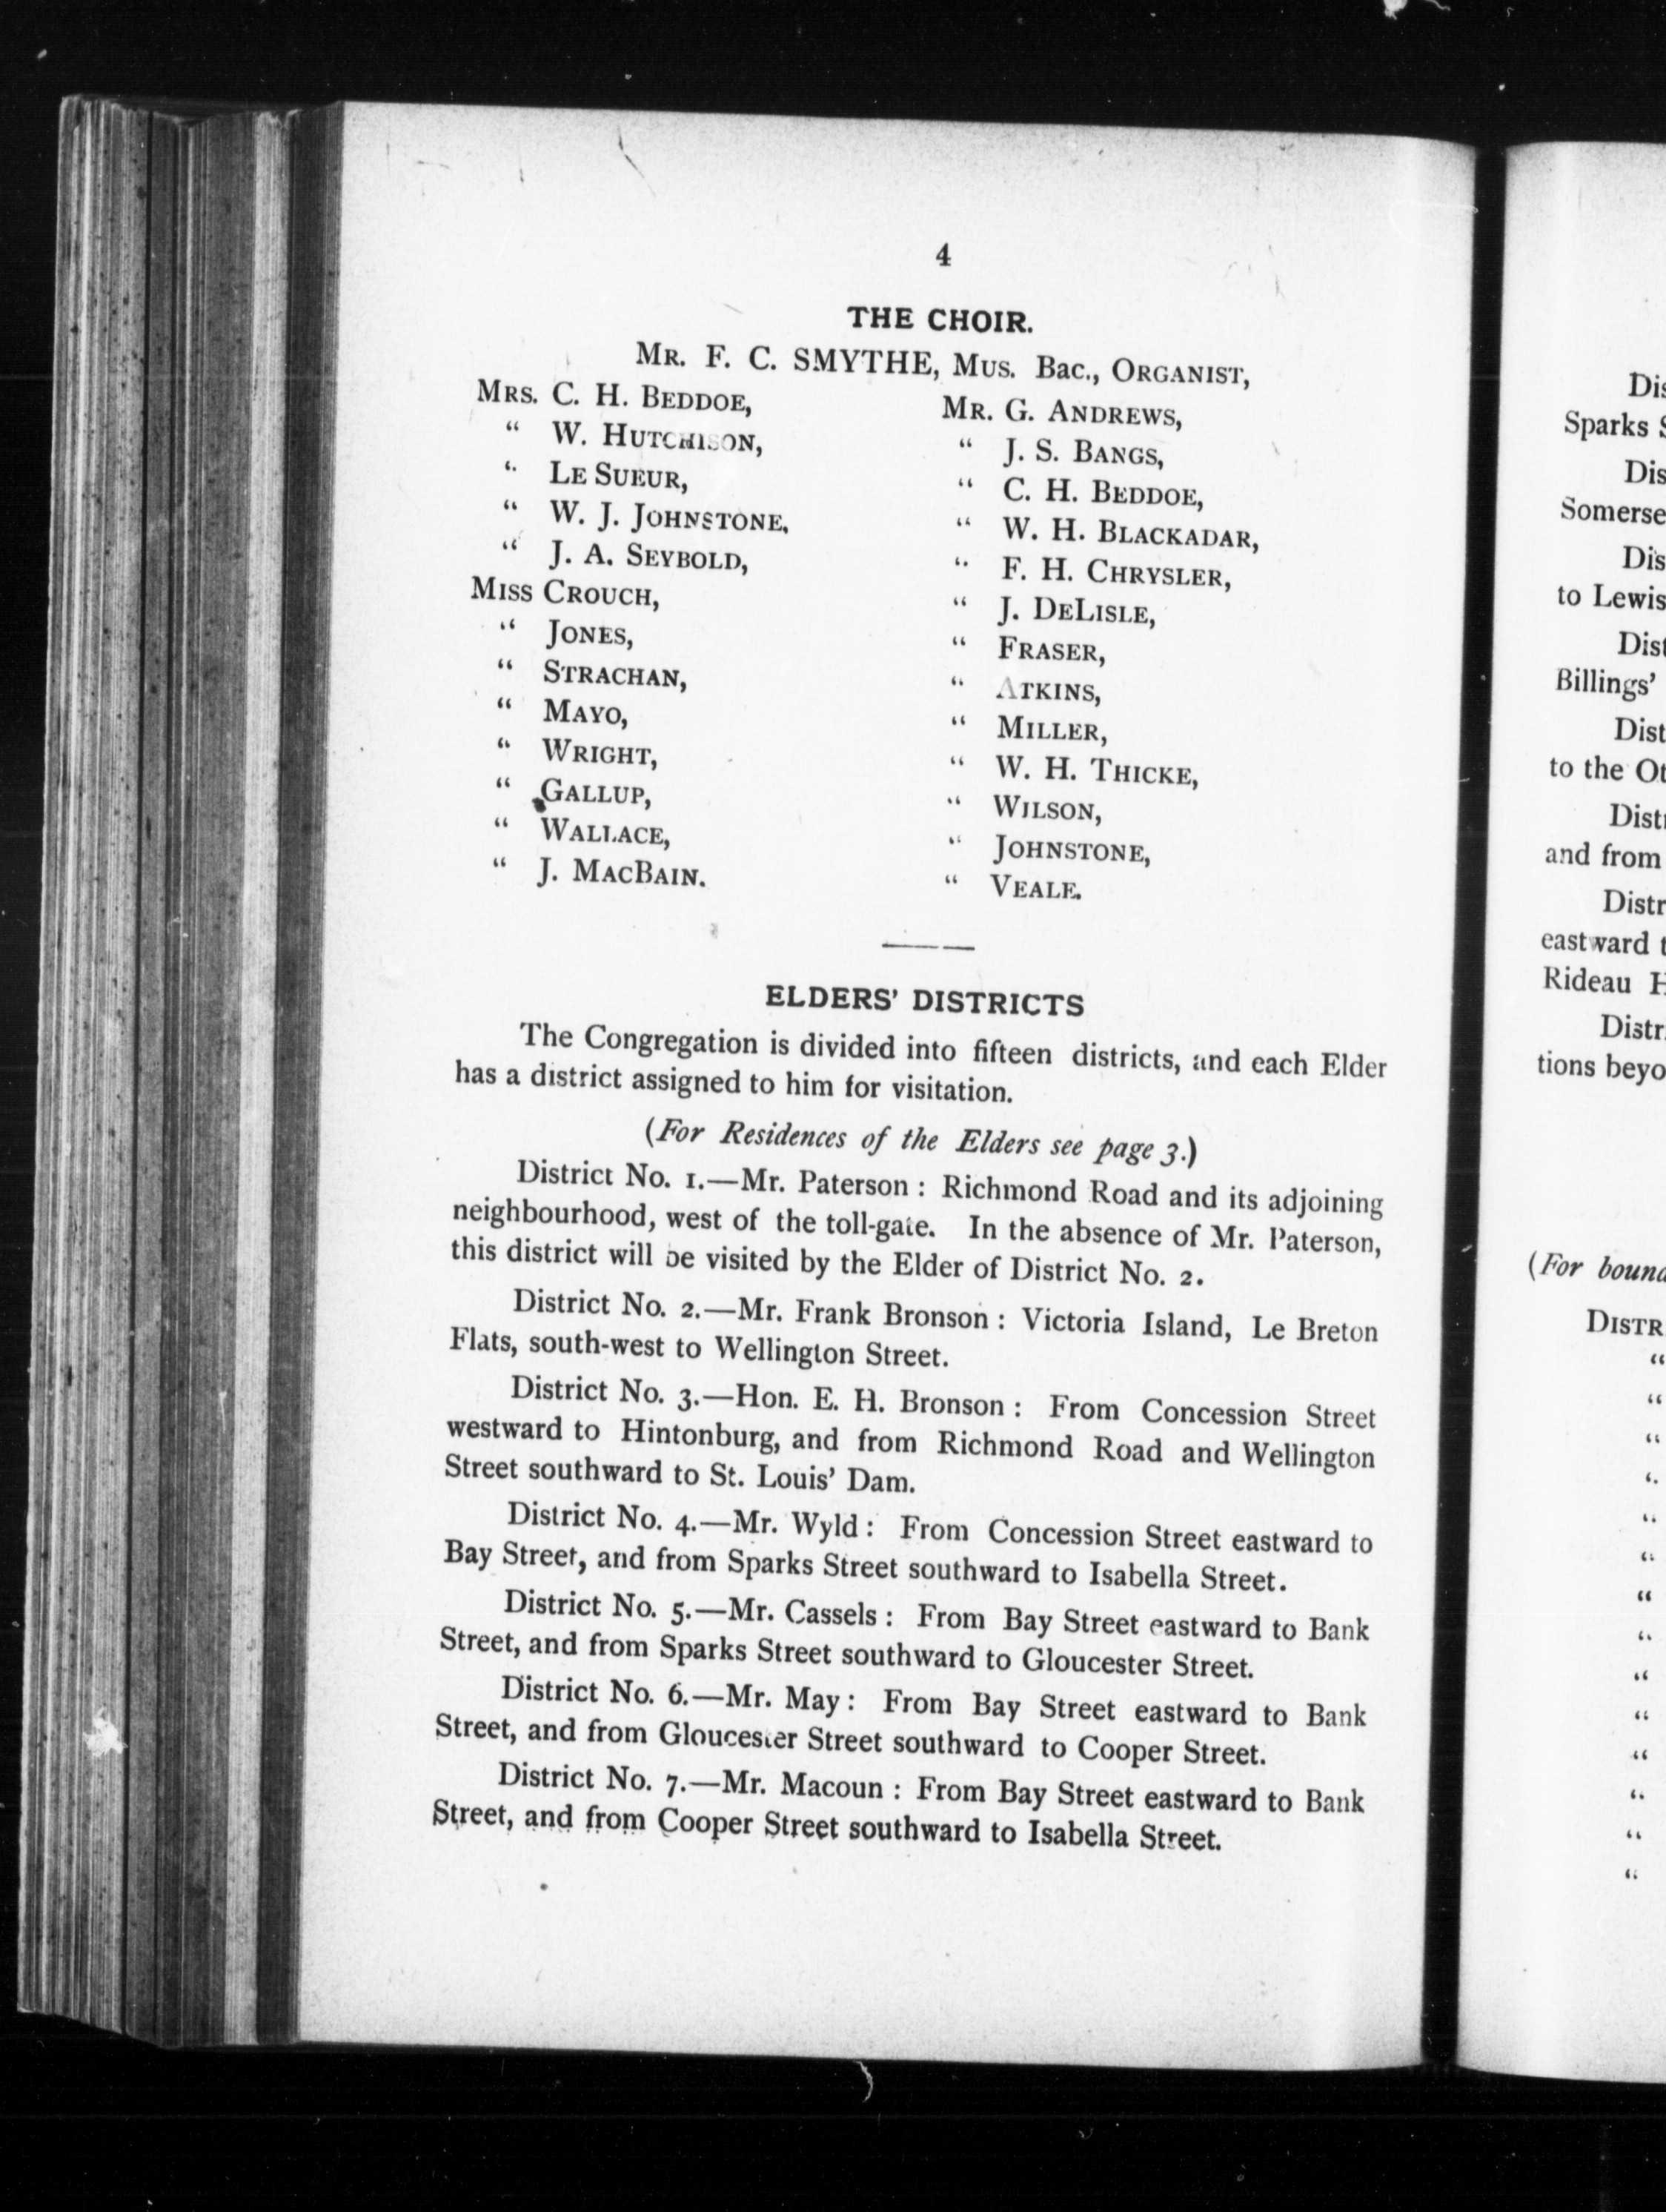 4
THE CHOIR.
MR. F. C. SMYTHE, MUS. BAC., ORGANIST,
MRS. C. H. BEDDOE,
“ W. HUTCHISON,
“ LE SUEUR,
“ W. J. JOHNSTONE,
“ J. A. SEYBOLD,
MISS CROUCH,
“ JONES,
“ STRACHAN,
“ MAYO,
“ WRIGHT,
“ GALLUP,
“ WALLACE,
“ J. MACBAIN.
MR. G. ANDREWS,
“ J. S. BANGS,
“ C. H. BEDDOE,
“ W. H. BLACKADAR,
“ F. H. CHRYSLER,
“ J. DELISLE,
“ FRASER,
“ ATKINS,
“ MILLER,
“ W. H. THICKE,
“ WILSON,
“ JOHNSTONE,
“ VEALE.
ELDERS’ DISTRICTS
The Congregation is divided into fifteen districts, and each Elder
has a district assigned to him for visitation.
(For Residences of the Elders see page 3.)
District No. 1.—Mr. Paterson : Richmond Road and its adjoining
neighbourhood, west of the toll-gate. In the absence of Mr. Paterson,
this district will be visited by the Elder of District No. 2.
District No. 2.—Mr. Frank Bronson : Victoria Island, Le Breton
Flats, south-west to Wellington Street.
District No. 3.—Hon. E. H. Bronson : From Concession Street
westward to Hintonburg, and from Richmond Road and Wellington
Street southward to St. Louis’ Dam.
District No. 4.—Mr. Wyld : From Concession Street eastward to
Bay Street, and from Sparks Street southward to Isabella Street.
District No. 5.—Mr. Cassels : From Bay Street eastward to Bank
Street, and from Sparks Street southward to Gloucester Street.
District No. 6.—Mr. May : From Bay Street eastward to Bank
Street, and from Gloucester Street southward to Cooper Street.
District No. 7.—Mr. Macoun : From Bay Street eastward to Bank
Street, and from Cooper Street southward to Isabella Street.
Sparks
to Lewis
Billings’
to the
and from
eastward
Rideau
tions
(For
“
“
“
“
“
“
“
“
“
“
“
“
“
“